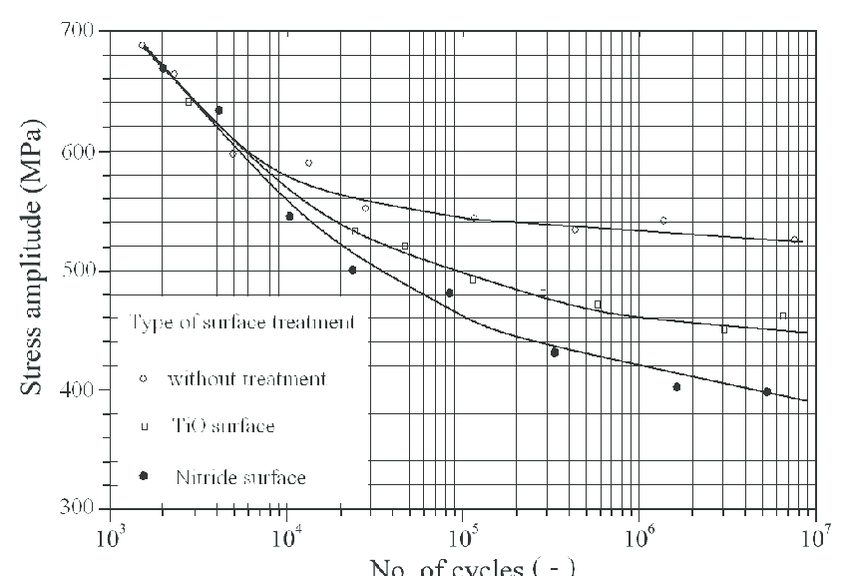 700
600
500
400
300
Stress amplitude (MPa)
Type of surface treatment
without treatment
TiO surface
Nitride surface
10³ 10⁴ 10⁵ 10⁶ 10⁷
No. of cycles ( - )